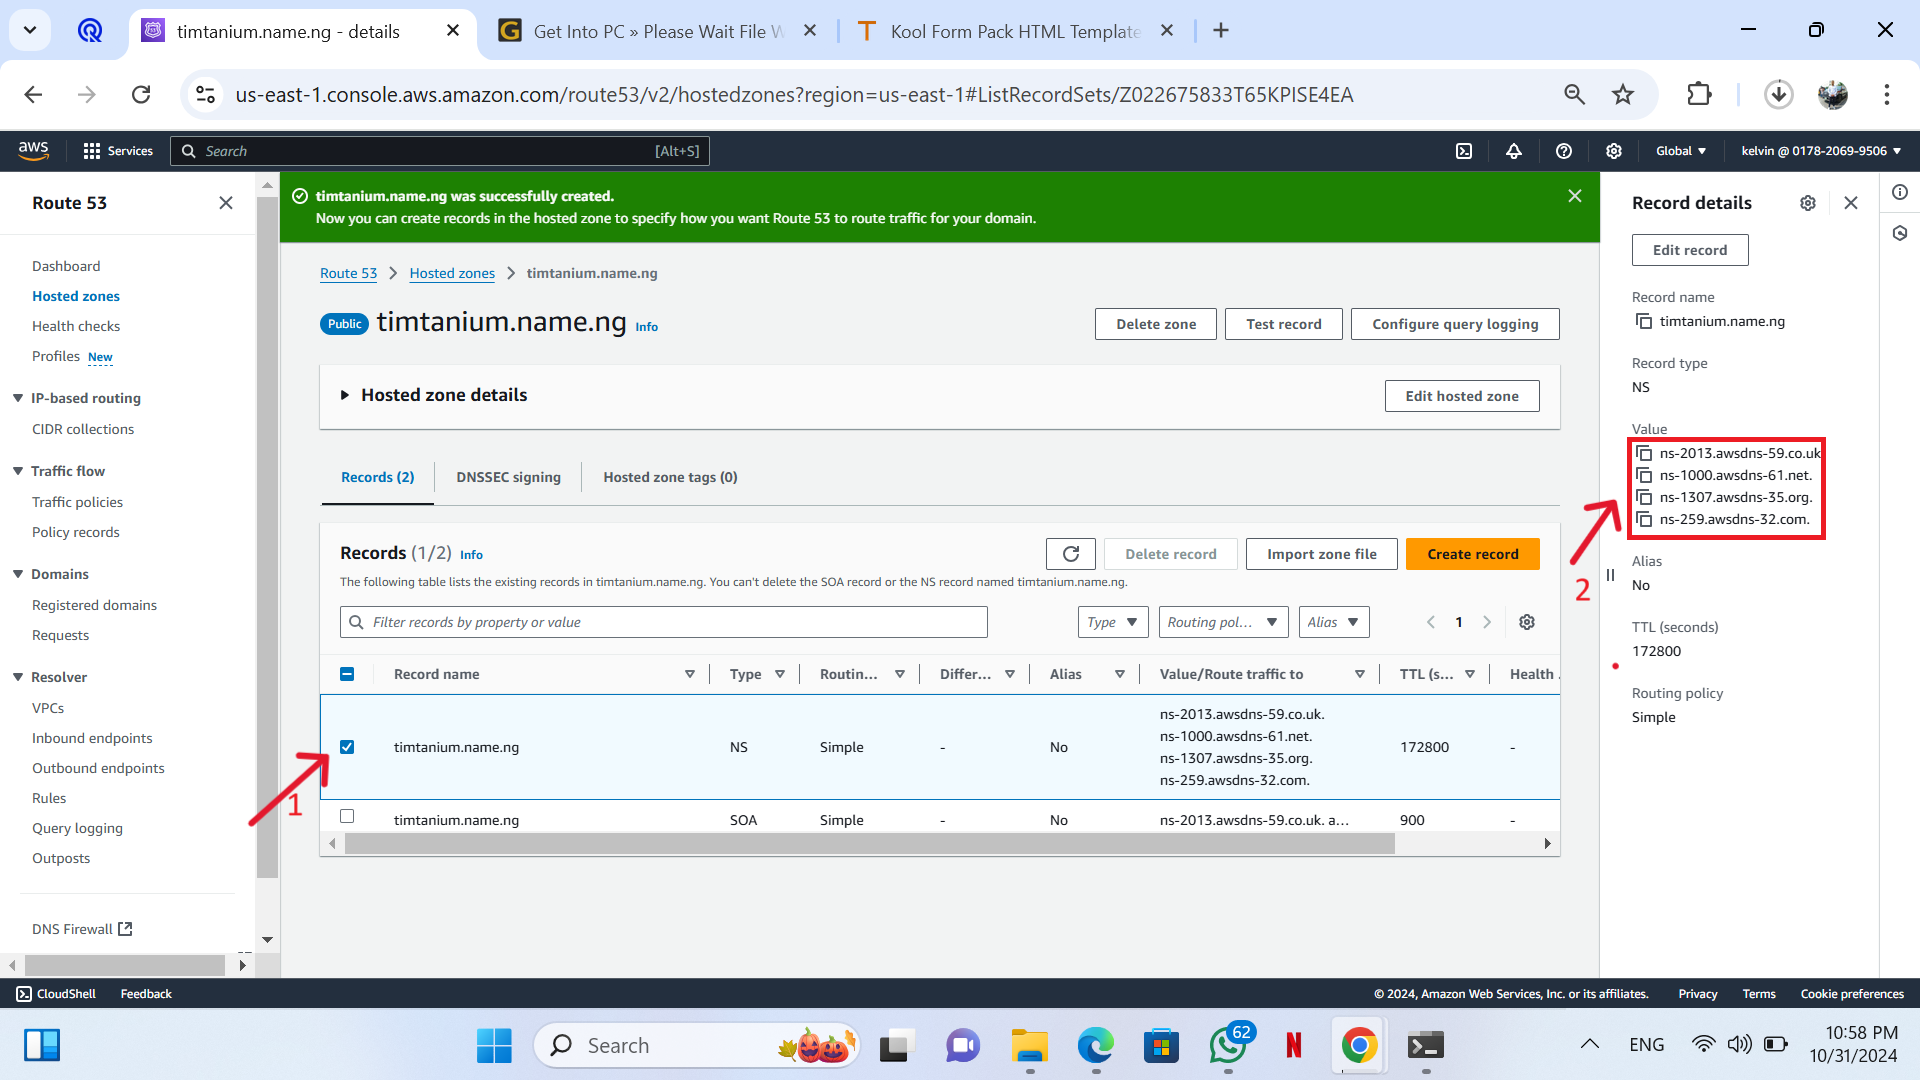 timtanium.name.ng - details
Get Into PC » Please Wait File W
Kool Form Pack HTML Template
us-east-1.console.aws.amazon.com/route53/v2/hostedzones?region=us-east-1#ListRecordSets/Z022675833T65KPISE4EA
aws
Services
Search
[Alt+S]
Global
kelvin @ 0178-2069-9506
Route 53
Dashboard
Hosted zones
Health checks
Profiles New
IP-based routing
CIDR collections
Traffic flow
Traffic policies
Policy records
Domains
Registered domains
Requests
Resolver
VPCs
Inbound endpoints
Outbound endpoints
Rules
Query logging
Outposts
DNS Firewall
timtanium.name.ng was successfully created.
Now you can create records in the hosted zone to specify how you want Route 53 to route traffic for your domain.
Route 53 > Hosted zones > timtanium.name.ng
Public timtanium.name.ng Info
Delete zone
Test record
Configure query logging
Hosted zone details
Edit hosted zone
Records (2)
DNSSEC signing
Hosted zone tags (0)
Records (1/2) Info
Delete record
Import zone file
Create record
The following table lists the existing records in timtanium.name.ng. You can't delete the SOA record or the NS record named timtanium.name.ng.
Filter records by property or value
Type
Routing pol...
Alias
1
Record name
Type
Routin...
Differ...
Alias
Value/Route traffic to
TTL (s...
Health
timtanium.name.ng
NS
Simple
-
No
ns-2013.awsdns-59.co.uk.
ns-1000.awsdns-61.net.
ns-1307.awsdns-35.org.
ns-259.awsdns-32.com.
172800
-
timtanium.name.ng
SOA
Simple
-
No
ns-2013.awsdns-59.co.uk. a...
900
-
1
Record details
Edit record
Record name
timtanium.name.ng
Record type
NS
Value
ns-2013.awsdns-59.co.uk
ns-1000.awsdns-61.net.
ns-1307.awsdns-35.org.
ns-259.awsdns-32.com.
2
Alias
No
TTL (seconds)
172800
Routing policy
Simple
CloudShell
Feedback
© 2024, Amazon Web Services, Inc. or its affiliates.
Privacy
Terms
Cookie preferences
Search
62
N
ENG
10:58 PM
10/31/2024